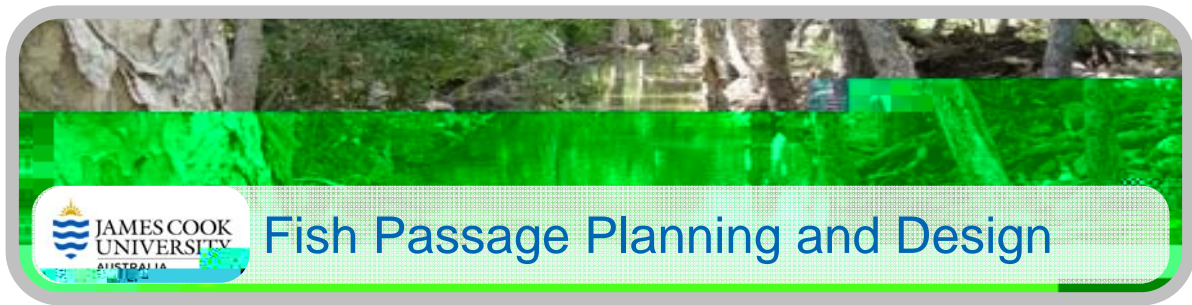 JAMES COOK
UNIVERSITY
AUSTRALIA
Fish Passage Planning and Design